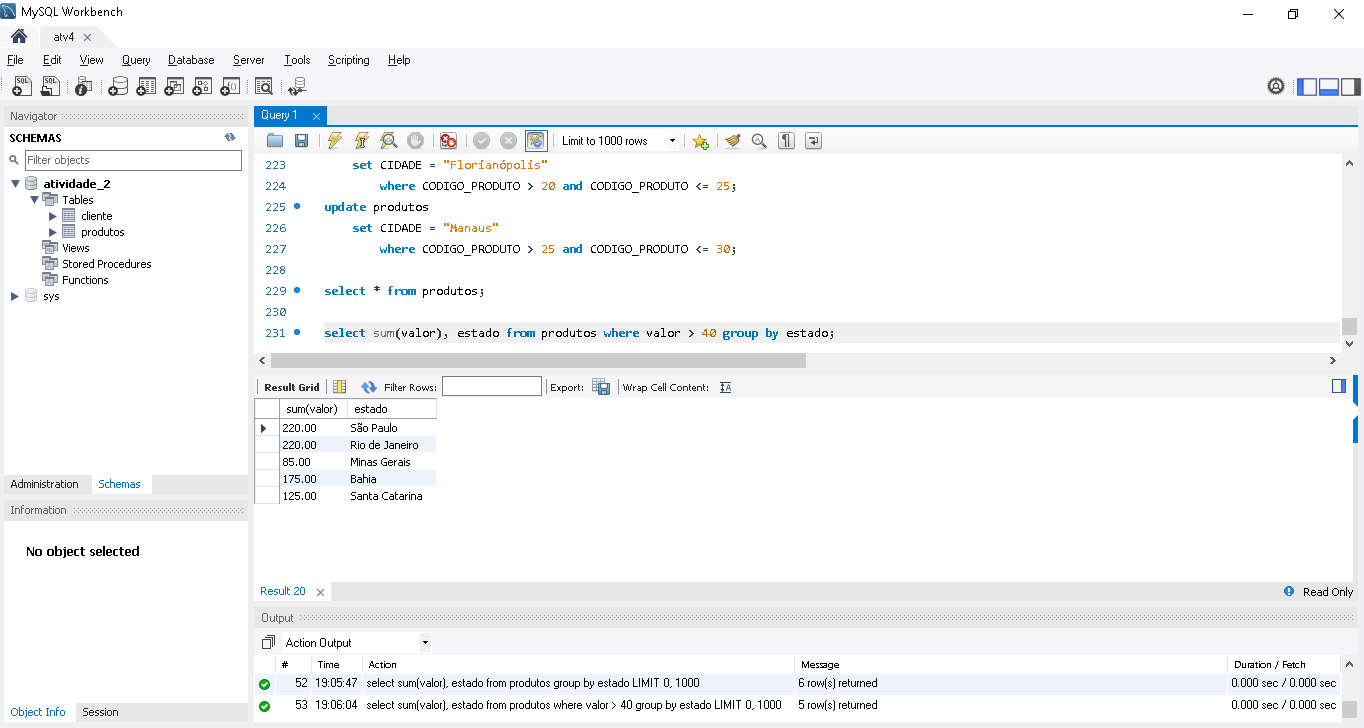 MySQL Workbench
atv4
File Edit View Query Database Server Tools Scripting Help
Navigator
SCHEMAS
Filter objects
atividade_2
Tables
cliente
produtos
Views
Stored Procedures
Functions
sys
Administration Schemas
Information
No object selected
Object Info Session
Query 1
Limit to 1000 rows
223 set CIDADE = "Florianópolis"
224 where CODIGO_PRODUTO > 20 and CODIGO_PRODUTO <= 25;
225 update produtos
226 set CIDADE = "Manaus"
227 where CODIGO_PRODUTO > 25 and CODIGO_PRODUTO <= 30;
228
229 select * from produtos;
230
231 select sum(valor), estado from produtos where valor > 40 group by estado;
Result Grid Filter Rows: Export: Wrap Cell Content: IA
sum(valor) estado
220.00 São Paulo
220.00 Rio de Janeiro
85.00 Minas Gerais
175.00 Bahia
125.00 Santa Catarina
Result 20 Read Only
Output
Action Output
# Time Action Message Duration / Fetch
52 19:05:47 select sum(valor), estado from produtos group by estado LIMIT 0, 1000 6 row(s) returned 0.000 sec / 0.000 sec
53 19:06:04 select sum(valor), estado from produtos where valor > 40 group by estado LIMIT 0, 1000 5 row(s) returned 0.000 sec / 0.000 sec